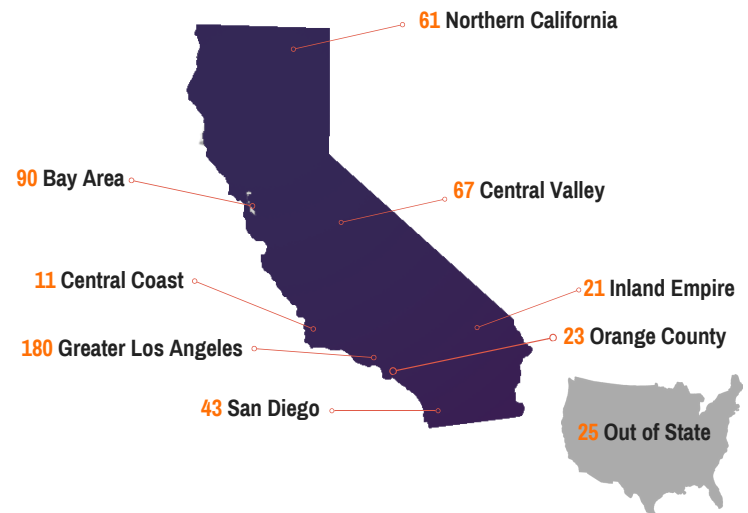 61 Northern California
90 Bay Area
67 Central Valley
11 Central Coast
21 Inland Empire
180 Greater Los Angeles
23 Orange County
43 San Diego
25 Out of State